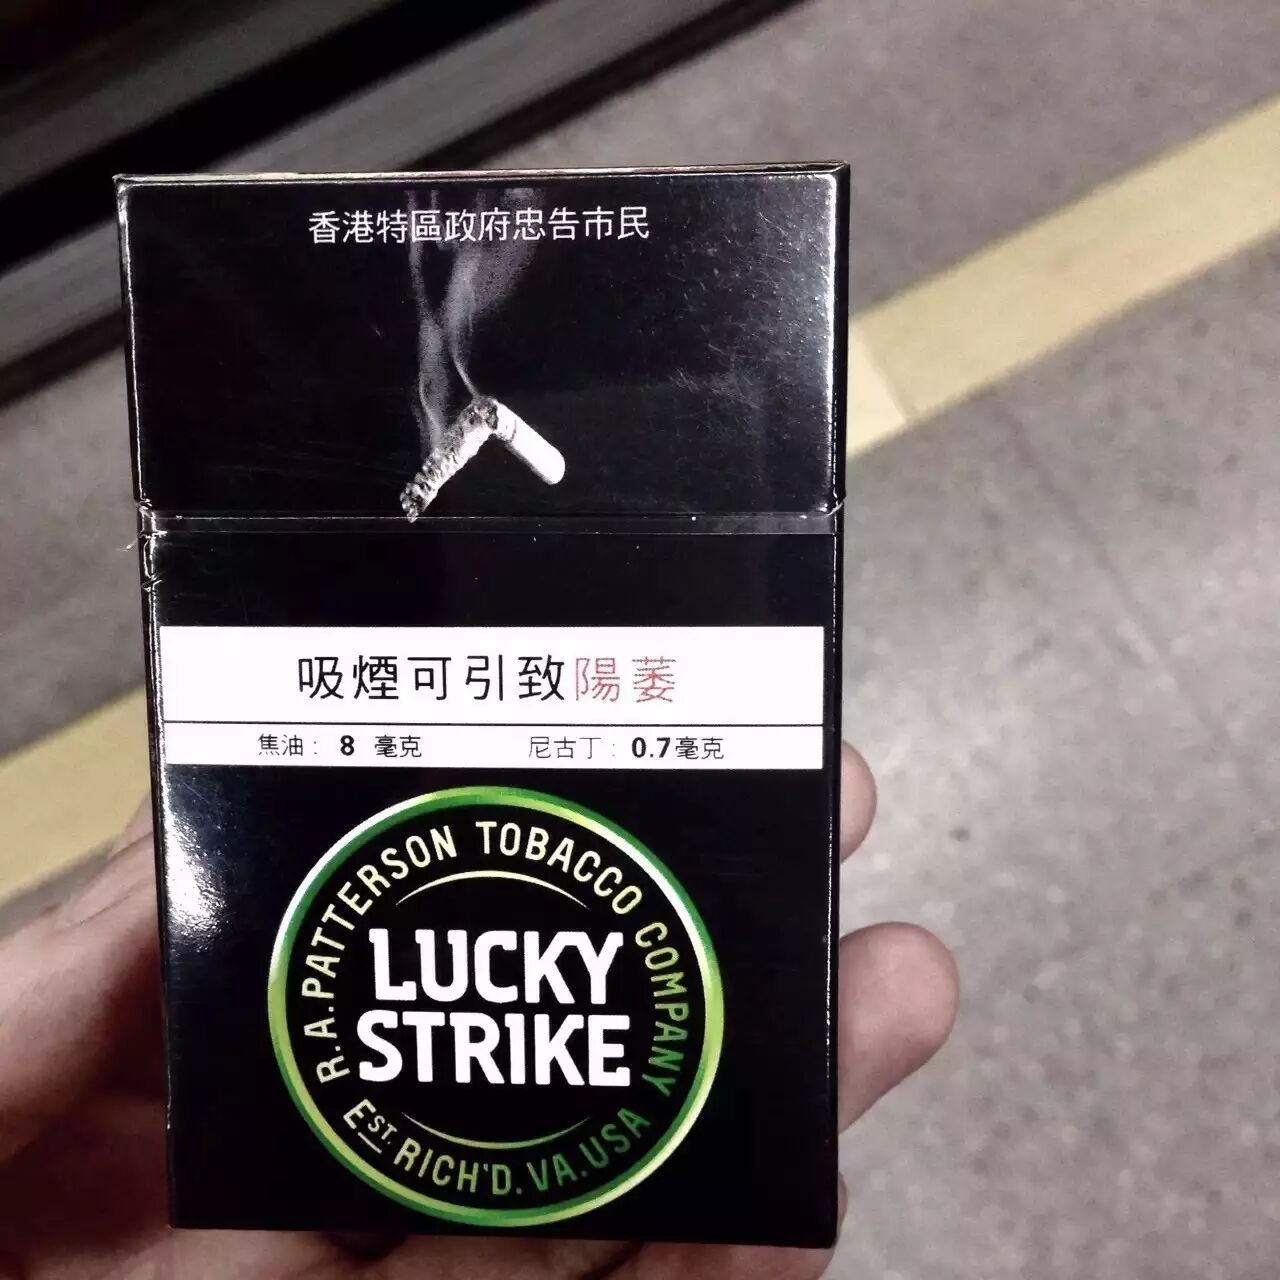 香港特區政府忠告市民
吸煙可引致陽萎
焦油： 8 毫克 尼古丁： 0.7毫克
R.A.PATTERSON TOBACCO COMPANY
LUCKY
STRIKE
EST. RICH'D. VA. USA